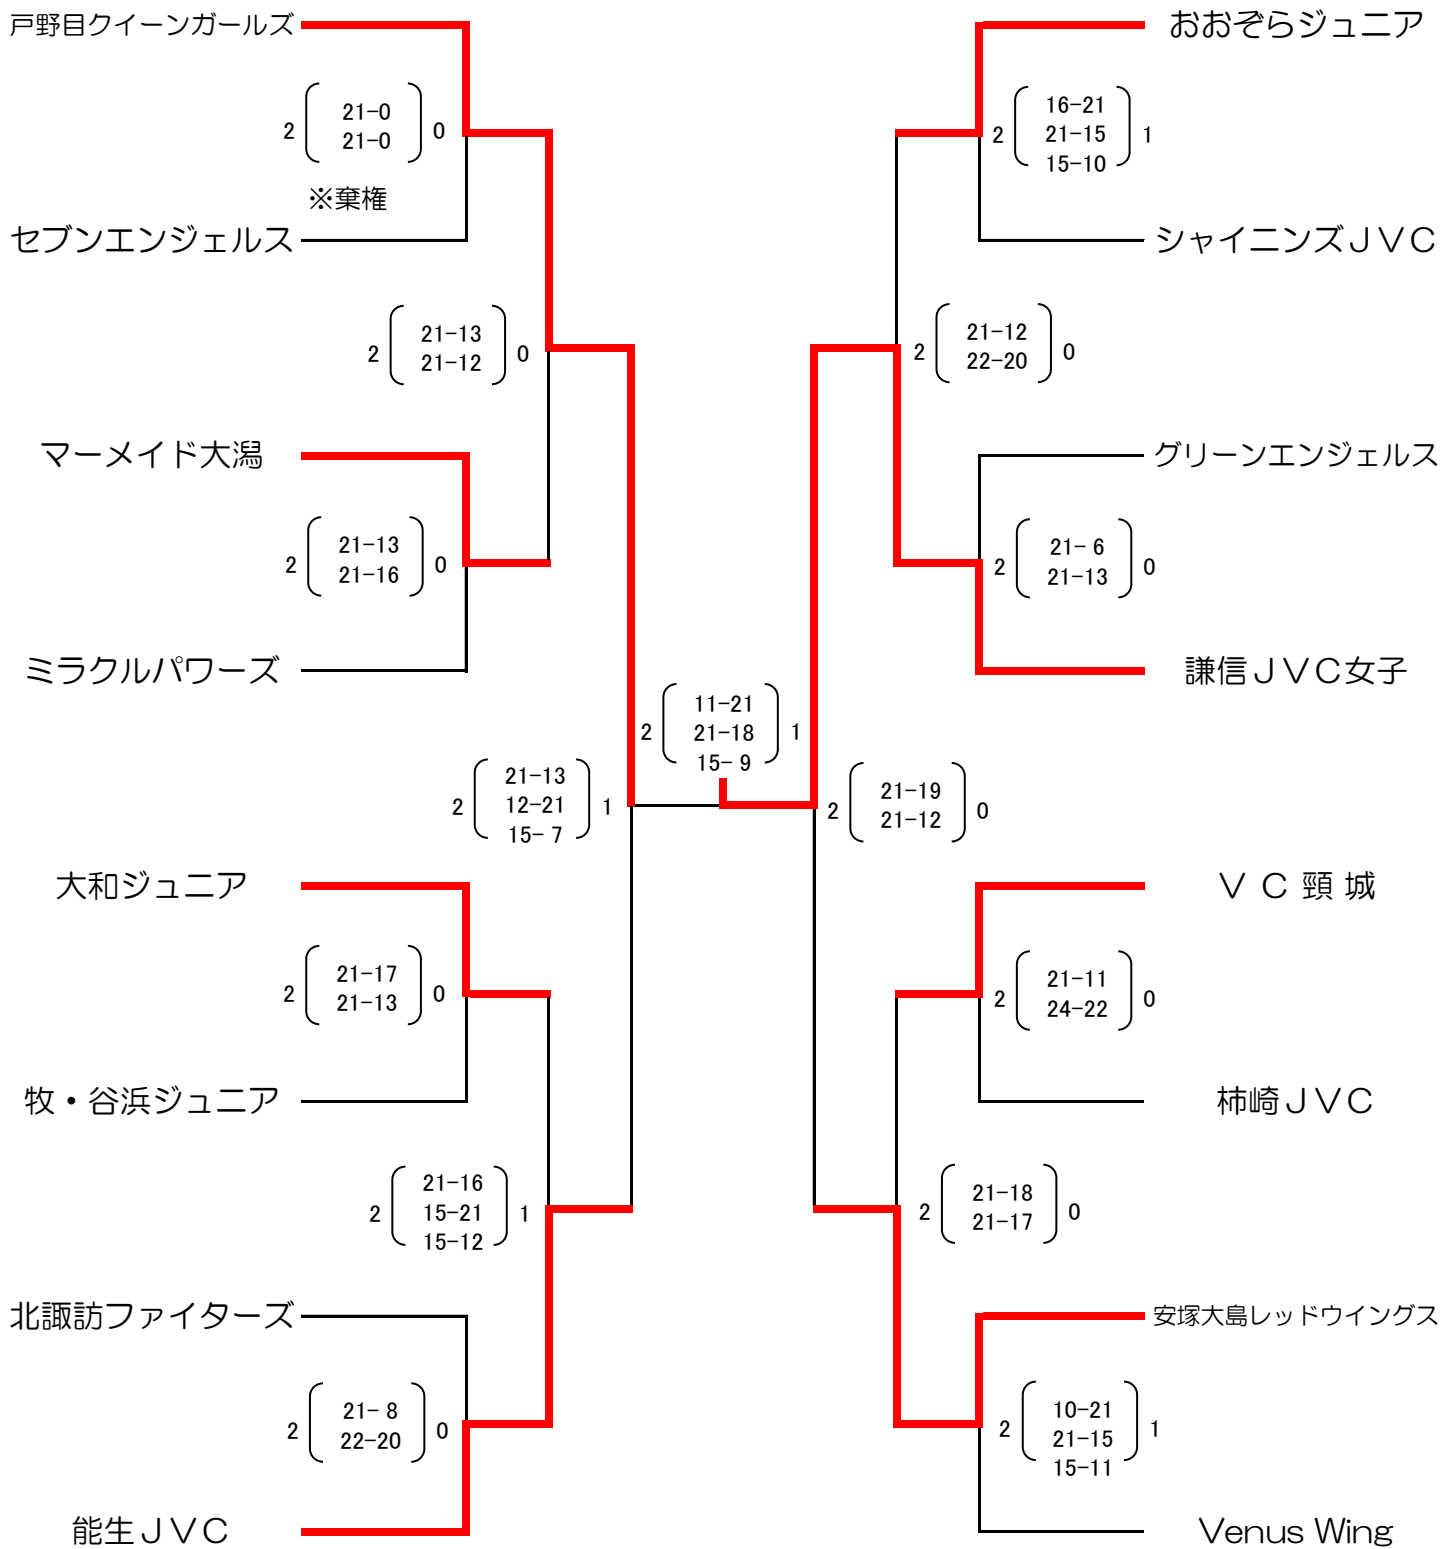 戸野目クイーンガールズ
おおぞらジュニア
2 21-0 0
21-0
※棄権
16-21
2 21-15 1
15-10
セブンエンジェルス
シャイニンズJVC
2 21-13 0
21-12
2 21-12 0
22-20
マーメイド大潟
グリーンエンジェルス
2 21-13 0
21-16
2 21- 6 0
21-13
ミラクルパワーズ
謙信JVC女子
11-21
2 21-18 1
15- 9
21-13
2 12-21 1
15- 7
2 21-19 0
21-12
大和ジュニア
VC頸城
2 21-17 0
21-13
2 21-11 0
24-22
牧・谷浜ジュニア
柿崎JVC
21-16
2 15-21 1
15-12
2 21-18 0
21-17
北諏訪ファイターズ
安塚大島レッドウイングス
2 21- 8 0
22-20
10-21
2 21-15 1
15-11
能生JVC
Venus Wing